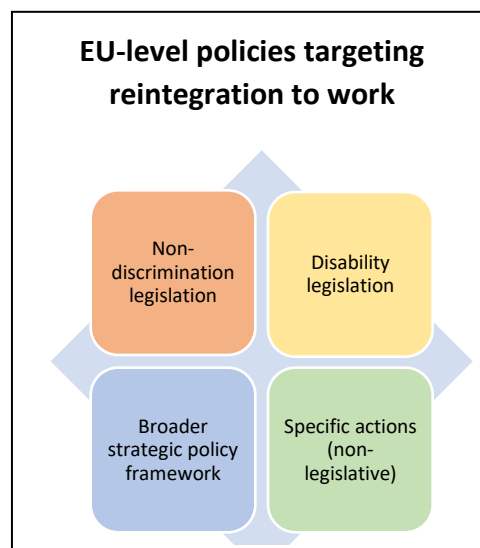 EU-level policies targeting
reintegration to work
Non-
discrimination
legislation
Disability
legislation
Broader
strategic policy
framework
Specific actions
(non-
legislative)